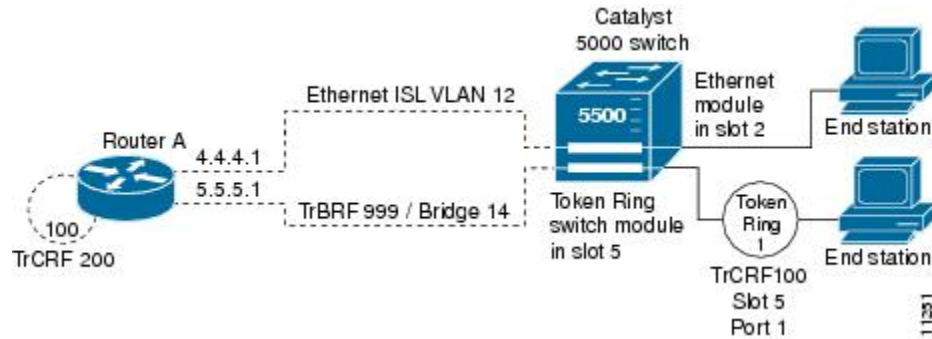 Catalyst
5000 switch
Ethernet ISL VLAN 12
5500
Ethernet
module
in slot 2
End station
Router A
4.4.4.1
5.5.5.1
100
TrCRF 200
TrBRF 999 / Bridge 14
Token Ring
switch module
in slot 5
Token
Ring
1
TrCRF100
Slot 5
Port 1
End station
11251